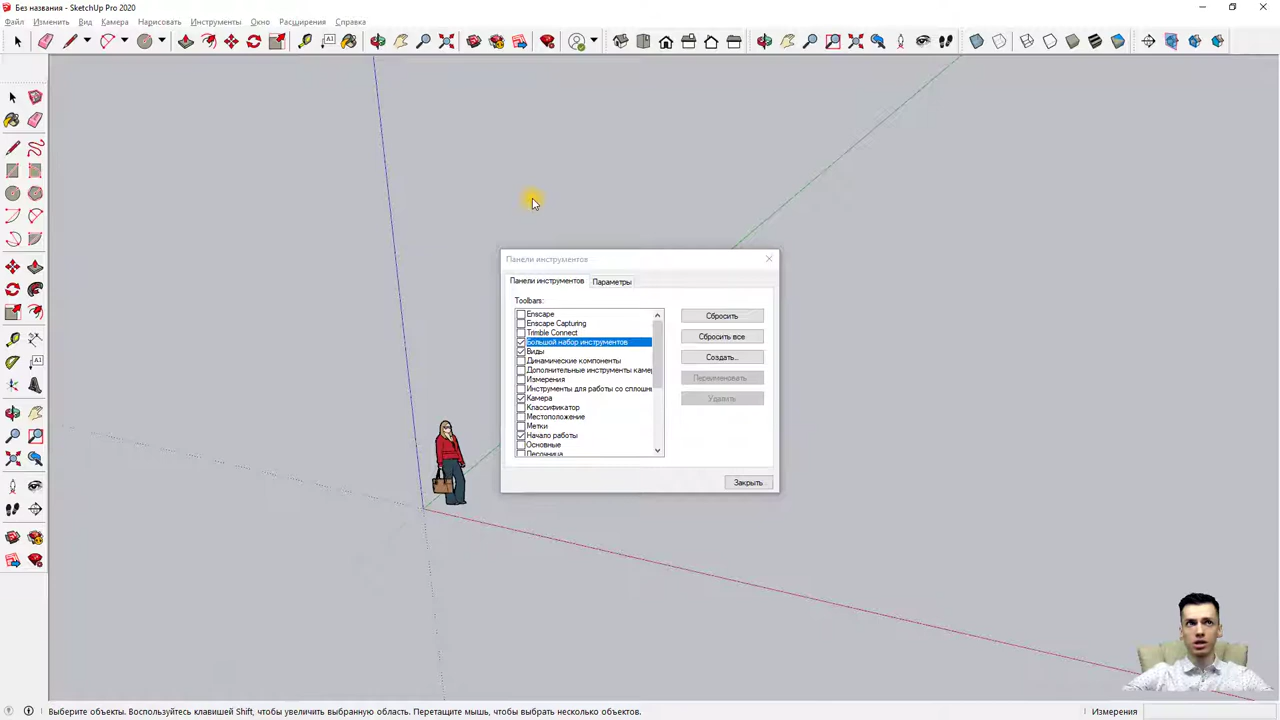 Без названия - SketchUp Pro 2020
Файл Изменить Вид Камера Нарисовать Инструменты Окно Расширения Справка
Панели инструментов
Панели инструментов Параметры
Toolbars:
Enscape
Enscape Capturing
Trimble Connect
Большой набор инструментов
Виды
Динамические компоненты
Дополнительные инструменты
Измерения
Инструменты для работы со
Камера
Классификатор
Местоположение
Метки
Начало работы
Основные
Песочница
Сбросить
Сбросить все
Создать...
Переименовать
Удалить
Закрыть
Выберите объекты. Воспользуйтесь клавишей Shift, чтобы увеличить выбранную область. Перетащите мышь, чтобы выбрать несколько объектов.
Измерения